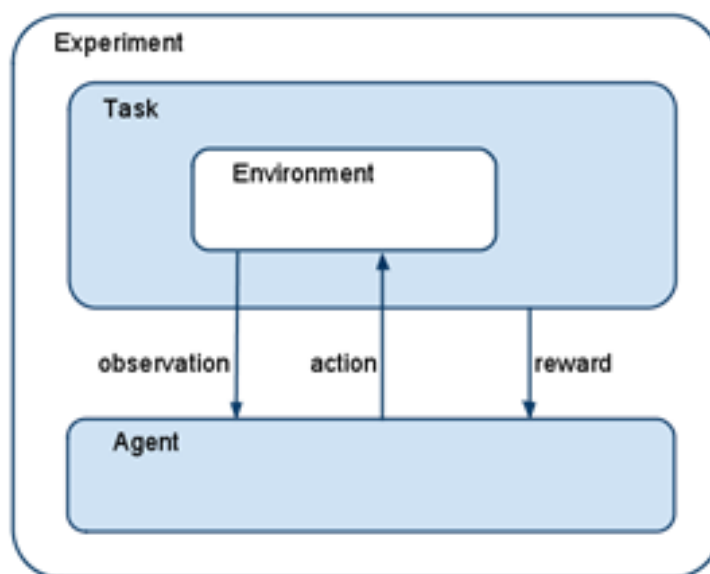 Experiment
Task
Environment
observation action reward
Agent